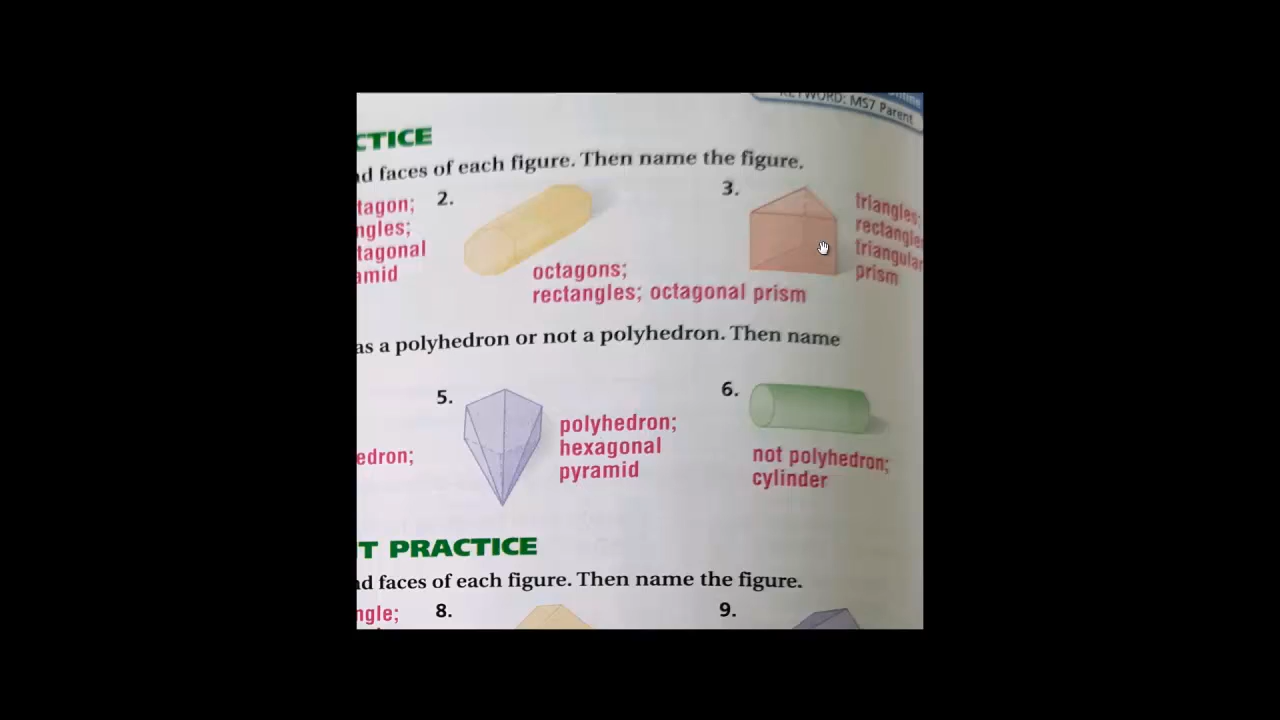 KEYWORD: MS7 Parent
CTICE
d faces of each figure. Then name the figure.
tagon;
ngles;
tagonal
amid
2.
octagons;
rectangles; octagonal prism
3.
triangles;
rectangle
triangular
prism
as a polyhedron or not a polyhedron. Then name
edron;
5.
polyhedron;
hexagonal
pyramid
6.
not polyhedron;
cylinder
T PRACTICE
d faces of each figure. Then name the figure.
ngle;
8.
9.